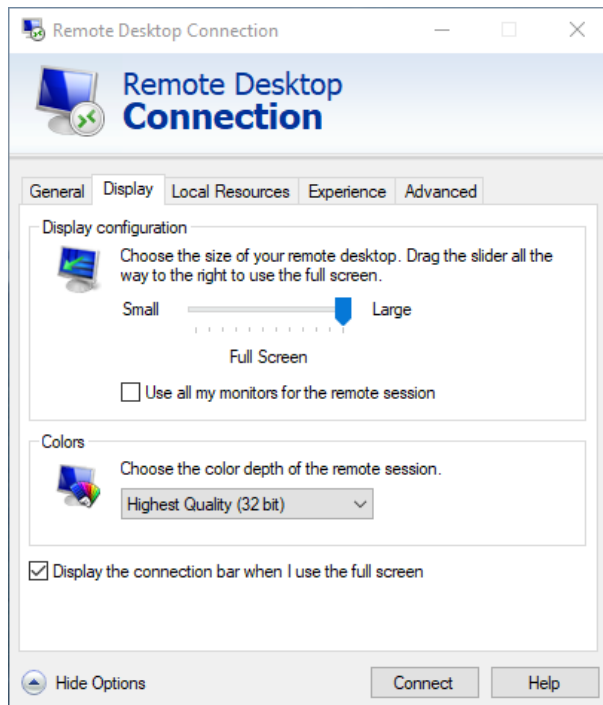 Remote Desktop Connection
Remote Desktop
Connection
General Display Local Resources Experience Advanced
Display configuration
Choose the size of your remote desktop. Drag the slider all the
way to the right to use the full screen.
Small Large
Full Screen
Use all my monitors for the remote session
Colors
Choose the color depth of the remote session.
Highest Quality (32 bit)
Display the connection bar when I use the full screen
Hide Options Connect Help